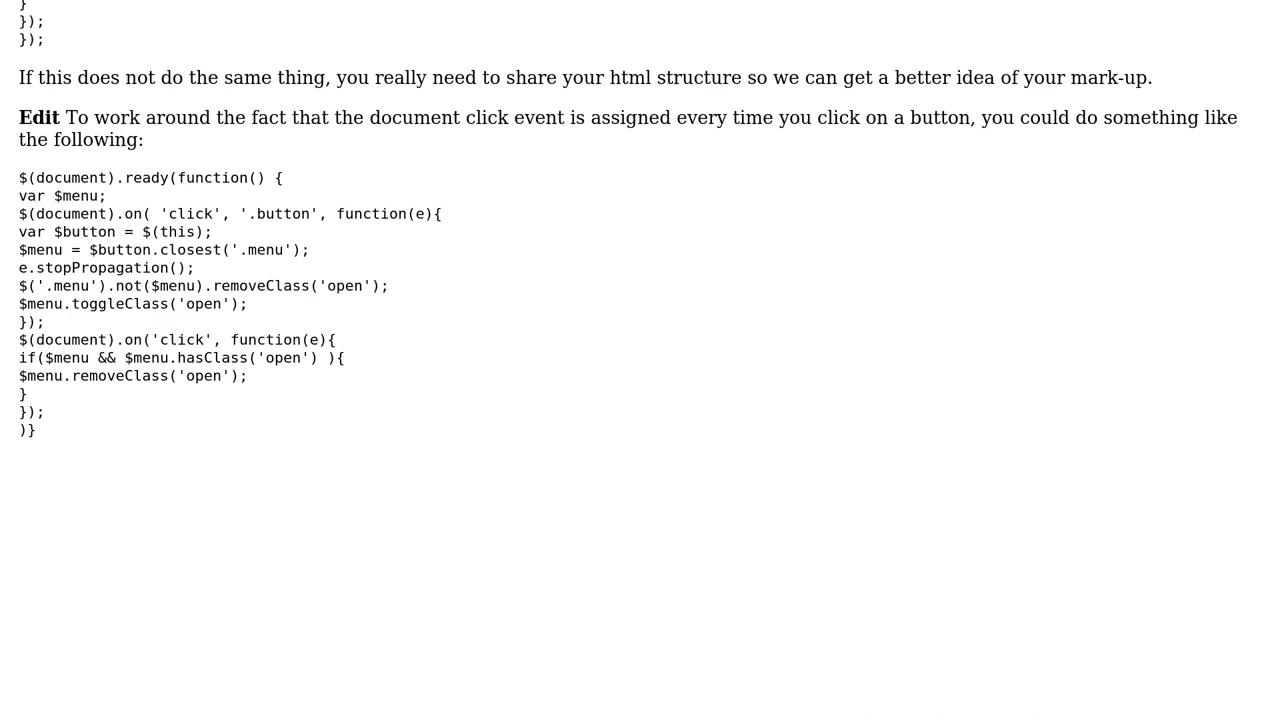 }
});
});
If this does not do the same thing, you really need to share your html structure so we can get a better idea of your mark-up.
Edit To work around the fact that the document click event is assigned every time you click on a button, you could do something like
the following:
$(document).ready(function() {
var $menu;
$(document).on( 'click', '.button', function(e){
var $button = $(this);
$menu = $button.closest('.menu');
e.stopPropagation();
$('.menu').not($menu).removeClass('open');
$menu.toggleClass('open');
});
$(document).on('click', function(e){
if($menu && $menu.hasClass('open') ){
$menu.removeClass('open');
}
});
)}